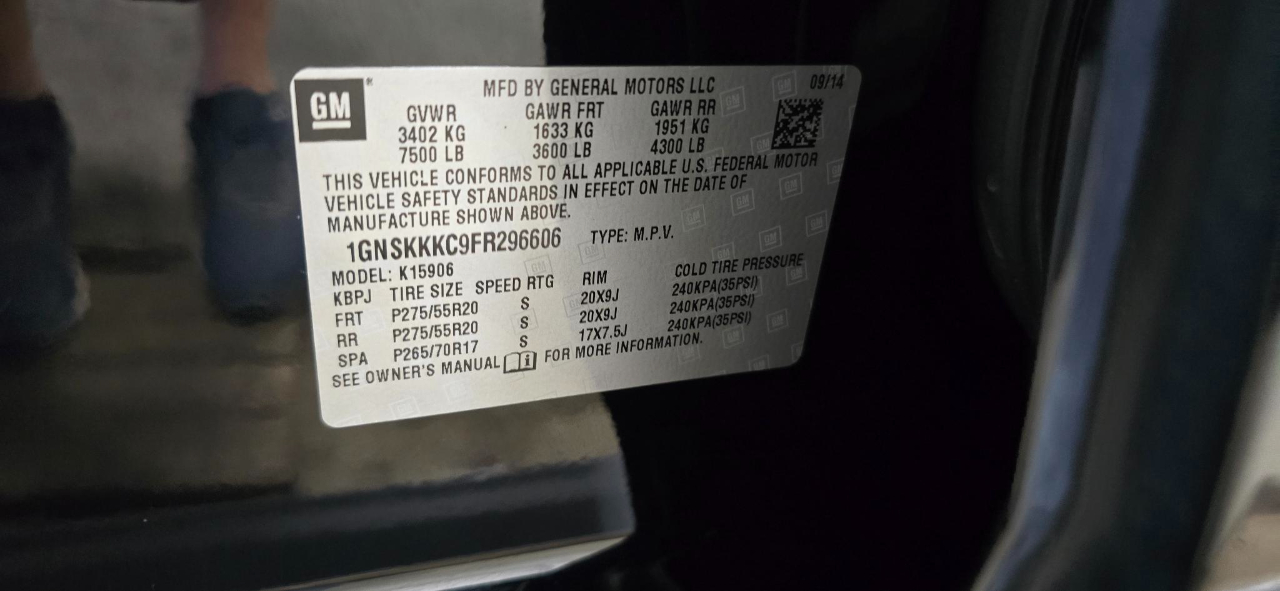 GM
MFD BY GENERAL MOTORS LLC 09/14
GVWR GAWR FRT GAWR RR
3402 KG 1633 KG 1951 KG
7500 LB 3600 LB 4300 LB
THIS VEHICLE CONFORMS TO ALL APPLICABLE U.S. FEDERAL MOTOR
VEHICLE SAFETY STANDARDS IN EFFECT ON THE DATE OF
MANUFACTURE SHOWN ABOVE.
1GNSKKKC9FR296606 TYPE: M.P.V.
MODEL: K15906
KBPJ TIRE SIZE SPEED RTG RIM COLD TIRE PRESSURE
FRT P275/55R20 S 20X9J 240KPA(35PSI)
RR P275/55R20 S 20X9J 240KPA(35PSI)
SPA P265/70R17 S 17X7.5J 240KPA(35PSI)
SEE OWNER'S MANUAL FOR MORE INFORMATION.